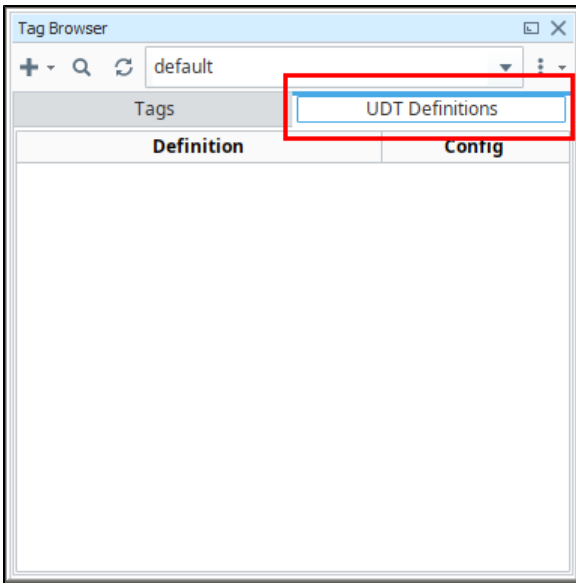 Tag Browser
default
Tags UDT Definitions
Definition Config